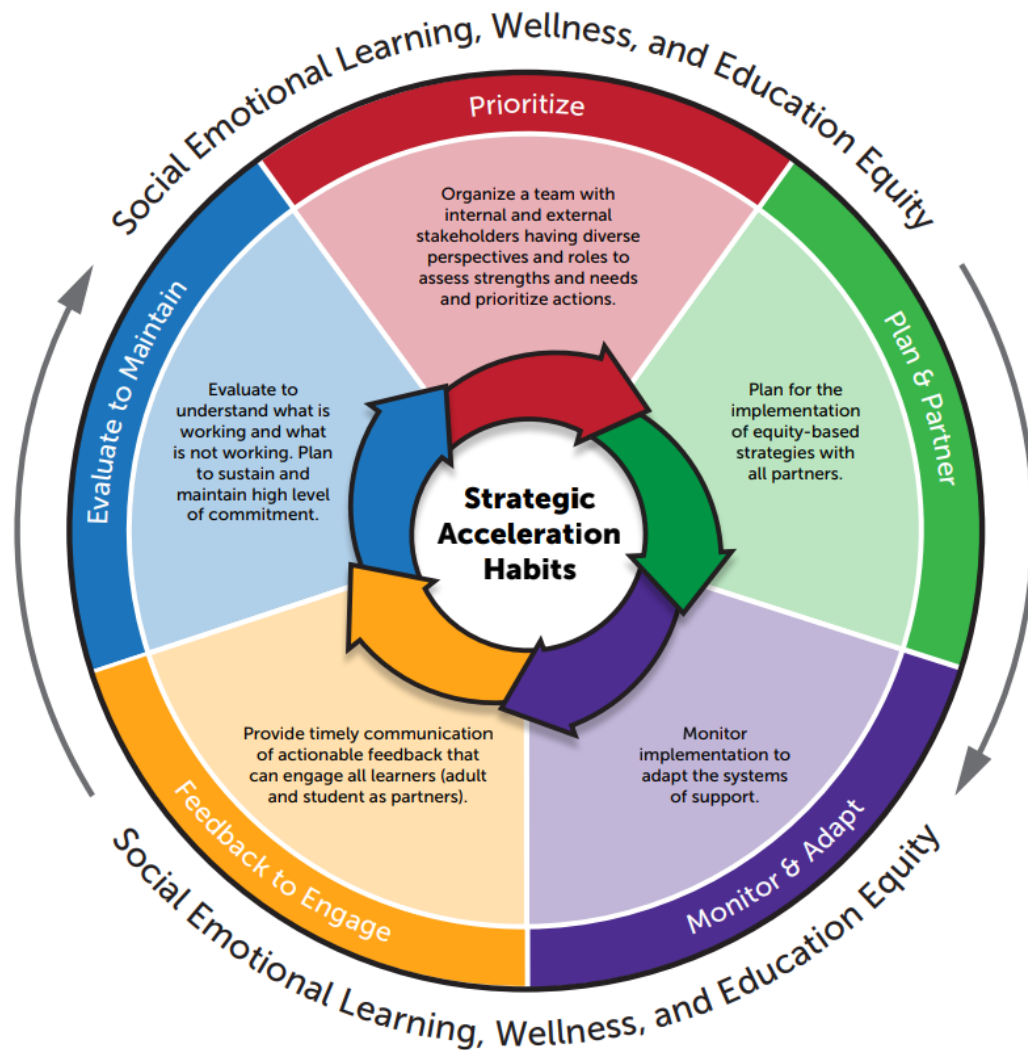 Social Emotional Learning, Wellness, and Education Equity
Prioritize
Organize a team with
internal and external
stakeholders having diverse
perspectives and roles to
assess strengths and needs
and prioritize actions.
Plan & Partner
Plan for the
implementation
of equity-based
strategies with
all partners.
Monitor & Adapt
Monitor
implementation to
adapt the systems
of support.
Feedback to Engage
Provide timely communication
of actionable feedback that
can engage all learners (adult
and student as partners).
Evaluate to Maintain
Evaluate to
understand what is
working and what
is not working. Plan
to sustain and
maintain high level
of commitment.
Strategic
Acceleration
Habits
Social Emotional Learning, Wellness, and Education Equity